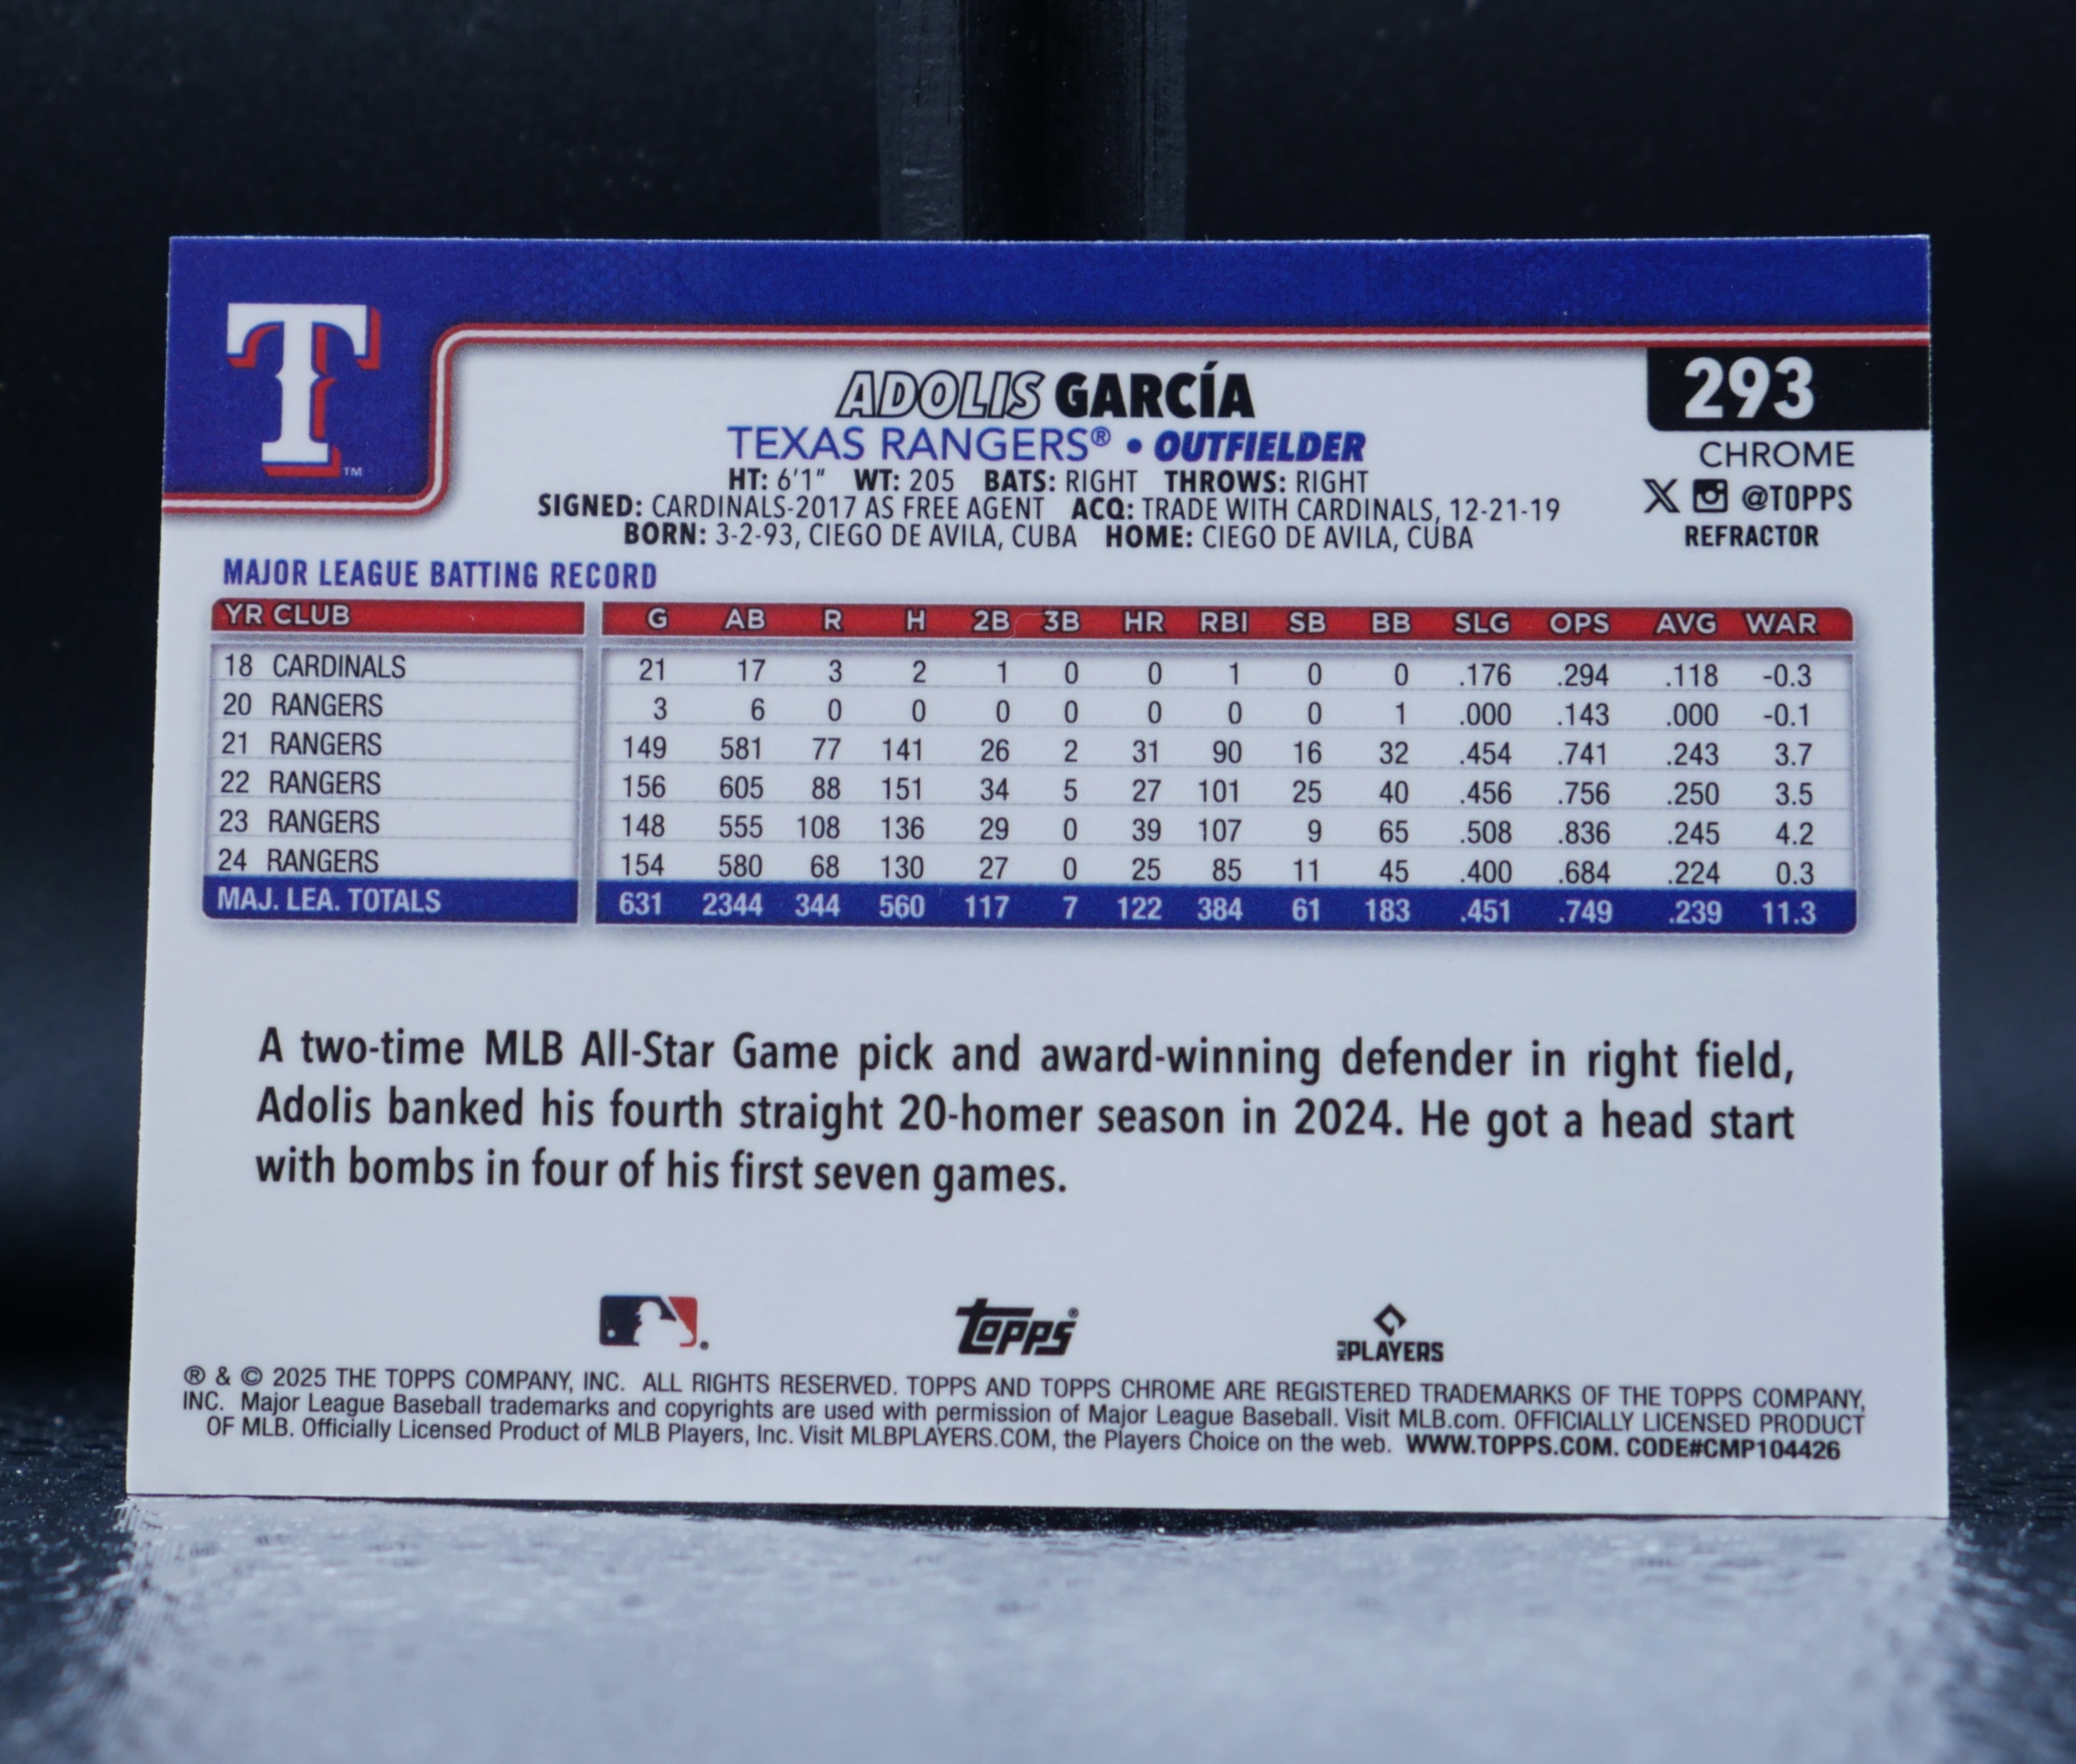 T
™
ADOLIS GARCÍA
293
TEXAS RANGERS® • OUTFIELDER
CHROME
HT: 6'1" WT: 205 BATS: RIGHT THROWS: RIGHT
@TOPPS
SIGNED: CARDINALS-2017 AS FREE AGENT ACQ: TRADE WITH CARDINALS, 12-21-19
REFRACTOR
BORN: 3-2-93, CIEGO DE AVILA, CUBA HOME: CIEGO DE AVILA, CUBA
MAJOR LEAGUE BATTING RECORD
YR CLUB G AB R H 2B 3B HR RBI SB BB SLG OPS AVG WAR
18 CARDINALS 21 17 3 2 1 0 0 1 0 0 .176 .294 .118 -0.3
20 RANGERS 3 6 0 0 0 0 0 0 0 1 .000 .143 .000 -0.1
21 RANGERS 149 581 77 141 26 2 31 90 16 32 .454 .741 .243 3.7
22 RANGERS 156 605 88 151 34 5 27 101 25 40 .456 .756 .250 3.5
23 RANGERS 148 555 108 136 29 0 39 107 9 65 .508 .836 .245 4.2
24 RANGERS 154 580 68 130 27 0 25 85 11 45 .400 .684 .224 0.3
MAJ. LEA. TOTALS 631 2344 344 560 117 7 122 384 61 183 .451 .749 .239 11.3
A two-time MLB All-Star Game pick and award-winning defender in right field,
Adolis banked his fourth straight 20-homer season in 2024. He got a head start
with bombs in four of his first seven games.
Topps®
MLB PLAYERS
® & © 2025 THE TOPPS COMPANY, INC. ALL RIGHTS RESERVED. TOPPS AND TOPPS CHROME ARE REGISTERED TRADEMARKS OF THE TOPPS COMPANY,
INC. Major League Baseball trademarks and copyrights are used with permission of Major League Baseball. Visit MLB.com. OFFICIALLY LICENSED PRODUCT
OF MLB. Officially Licensed Product of MLB Players, Inc. Visit MLBPLAYERS.COM, the Players Choice on the web. WWW.TOPPS.COM. CODE#CMP104426